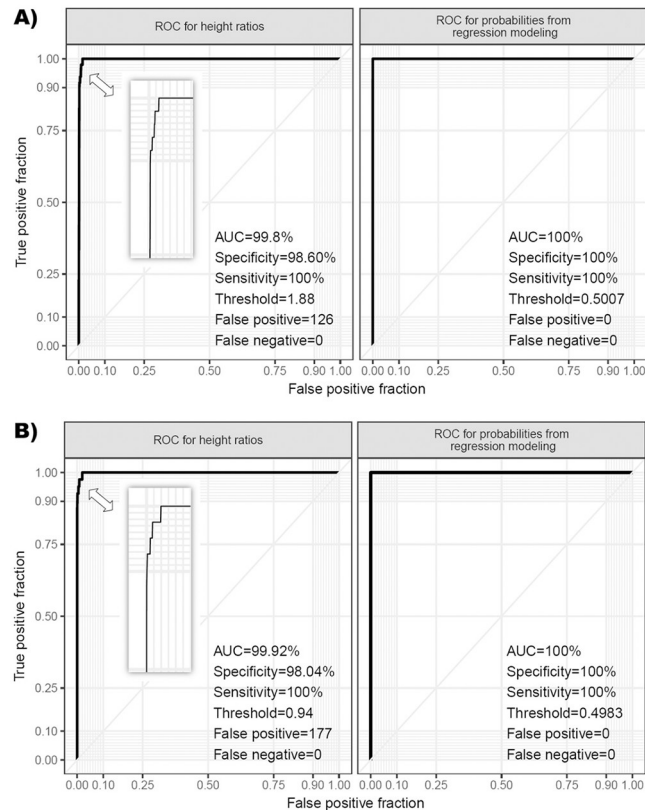 A)
ROC for height ratios
ROC for probabilities from
regression modeling
True positive fraction
1.00
0.90
0.75
0.50
0.25
0.10
0.00
AUC=99.8%
Specificity=98.60%
Sensitivity=100%
Threshold=1.88
False positive=126
False negative=0
AUC=100%
Specificity=100%
Sensitivity=100%
Threshold=0.5007
False positive=0
False negative=0
0.00 0.10 0.25 0.50 0.75 0.90 1.00 0.00 0.10 0.25 0.50 0.75 0.90 1.00
False positive fraction
B)
ROC for height ratios
ROC for probabilities from
regression modeling
True positive fraction
1.00
0.90
0.75
0.50
0.25
0.10
0.00
AUC=99.92%
Specificity=98.04%
Sensitivity=100%
Threshold=0.94
False positive=177
False negative=0
AUC=100%
Specificity=100%
Sensitivity=100%
Threshold=0.4983
False positive=0
False negative=0
0.00 0.10 0.25 0.50 0.75 0.90 1.00 0.00 0.10 0.25 0.50 0.75 0.90 1.00
False positive fraction